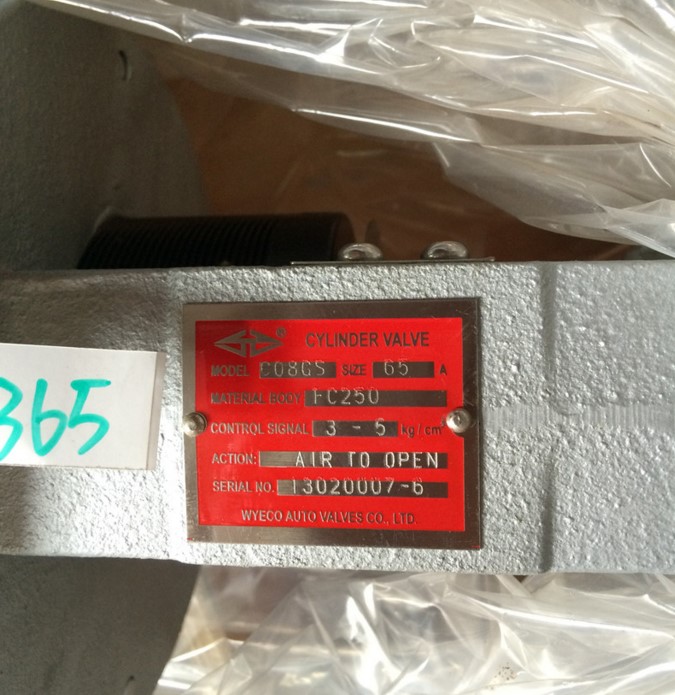 CYLINDER VALVE
MODEL C08GS SIZE 65 A
MATERIAL BODY FC250
CONTROL SIGNAL 3 - 5 kg/cm²
ACTION: AIR TO OPEN
SERIAL NO. 13020007-6
WYECO AUTO VALVES CO., LTD.
365